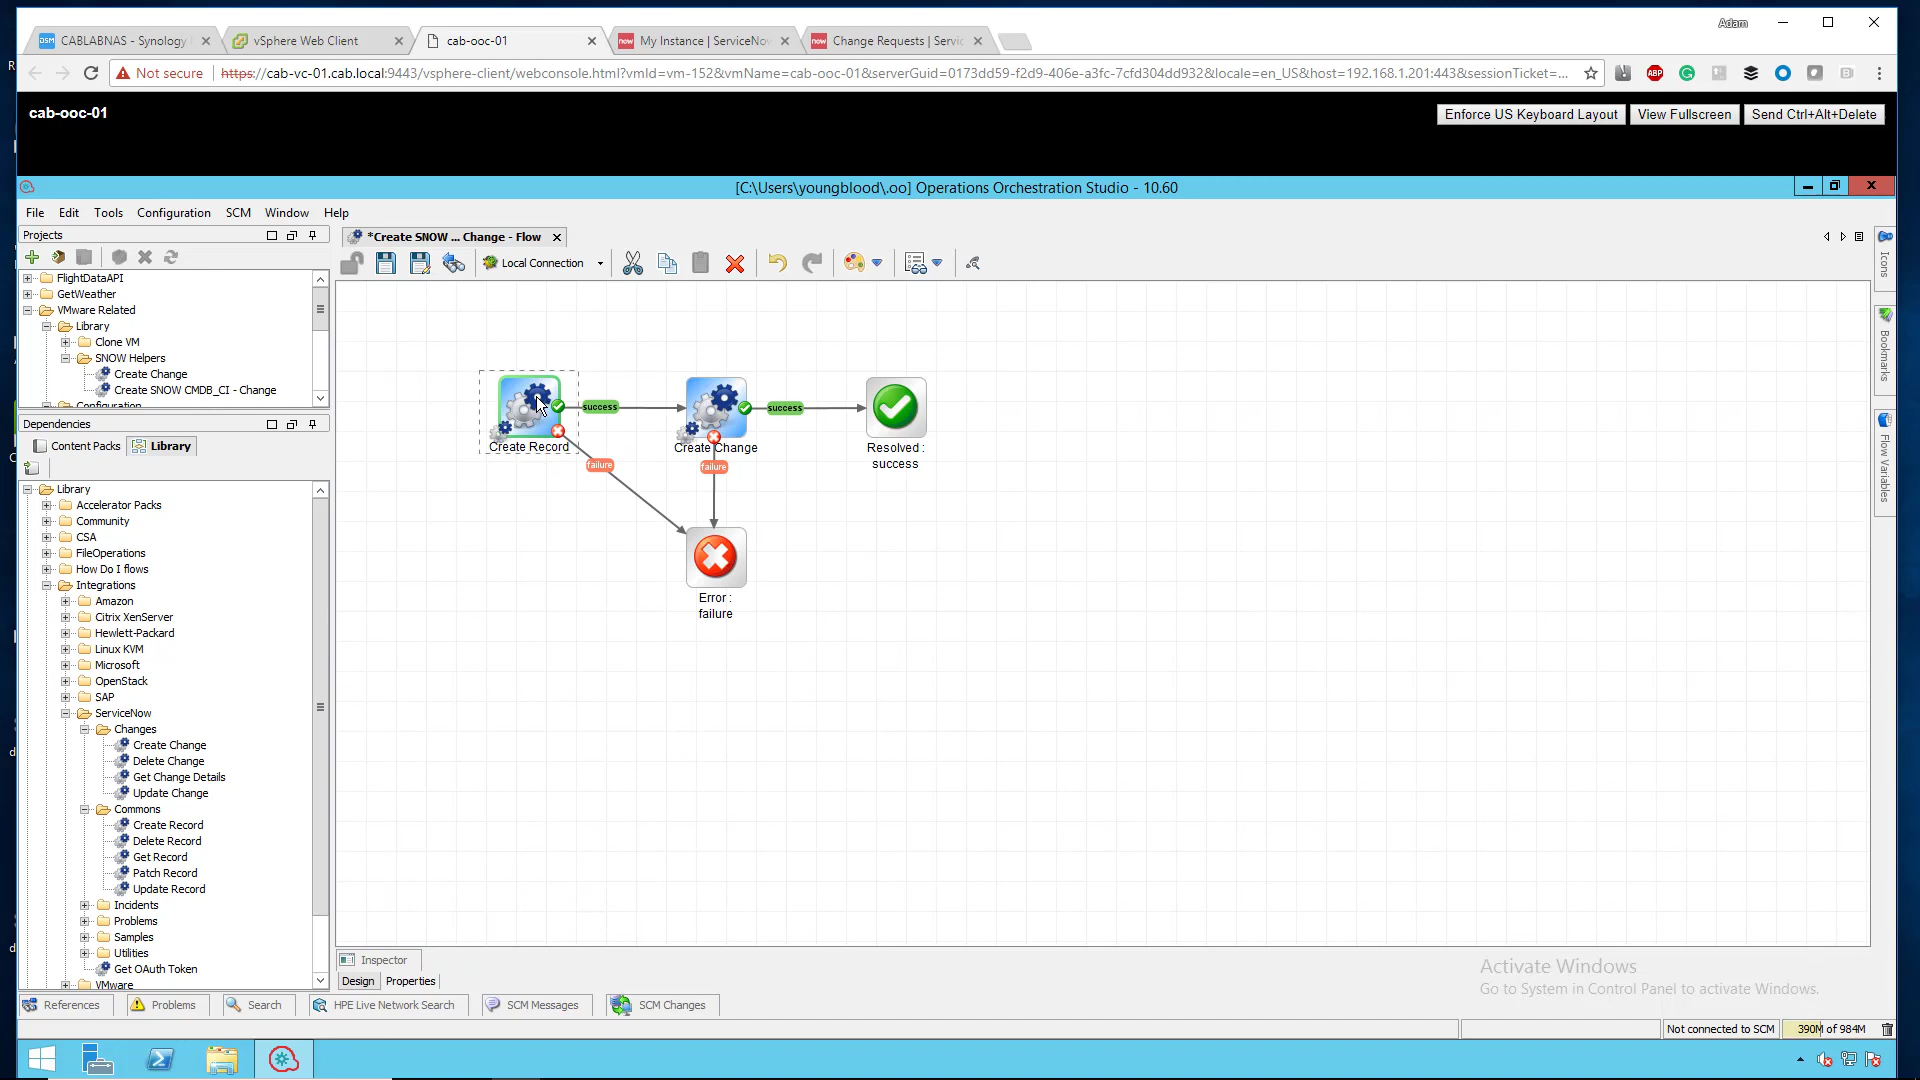 Adam
CABLABNAS - Synology
vSphere Web Client
cab-ooc-01
My Instance | ServiceNow
Change Requests | Servic
Not secure
https://cab-vc-01.cab.local:9443/vsphere-client/webconsole.html?vmId=vm-152&vmName=cab-ooc-01&serverGuid=0173dd59-f2d9-406e-a3fc-7cfd304dd932&locale=en_US&host=192.168.1.201:443&sessionTicket=...
cab-ooc-01
Enforce US Keyboard Layout
View Fullscreen
Send Ctrl+Alt+Delete
[C:\Users\youngblood\.oo] Operations Orchestration Studio - 10.60
File Edit Tools Configuration SCM Window Help
Projects
*Create SNOW ... Change - Flow
Local Connection
FlightDataAPI
GetWeather
VMware Related
Library
Clone VM
SNOW Helpers
Create Change
Create SNOW CMDB_CI - Change
Configuration
Dependencies
Content Packs
Library
Library
Accelerator Packs
Community
CSA
FileOperations
How Do I flows
Integrations
Amazon
Citrix XenServer
Hewlett-Packard
Linux KVM
Microsoft
OpenStack
SAP
ServiceNow
Changes
Create Change
Delete Change
Get Change Details
Update Change
Commons
Create Record
Delete Record
Get Record
Patch Record
Update Record
Incidents
Problems
Samples
Utilities
Get OAuth Token
VMware
success
success
Create Record
Create Change
Resolved :
success
failure
failure
Error :
failure
Icons
Bookmarks
Flow Variables
Inspector
Design
Properties
Activate Windows
Go to System in Control Panel to activate Windows.
References
Problems
Search
HPE Live Network Search
SCM Messages
SCM Changes
Not connected to SCM
390M of 984M